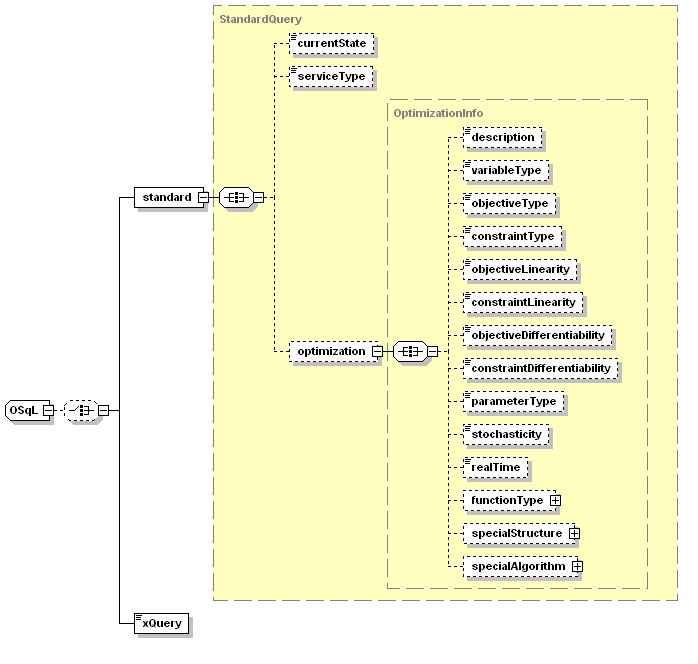 StandardQuery
currentState
serviceType
OptimizationInfo
description
variableType
standard
objectiveType
constraintType
objectiveLinearity
constraintLinearity
objectiveDifferentiability
optimization
constraintDifferentiability
parameterType
OSqL
stochasticity
realTime
functionType
specialStructure
specialAlgorithm
xQuery